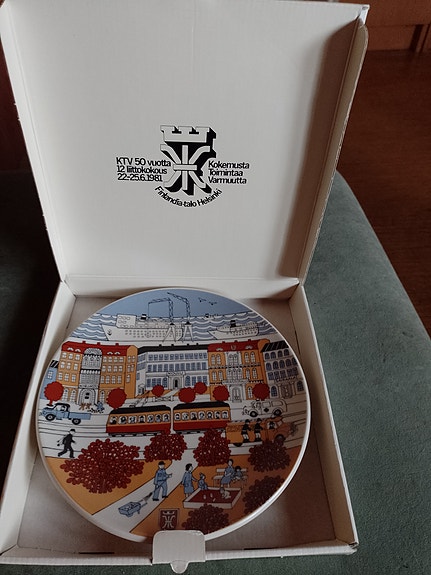 KTV 50 vuotta
12 liittokokous
22-25.6.1981
Kokemusta
Toimintaa
Varmuutta
Finlandia-talo Helsinki